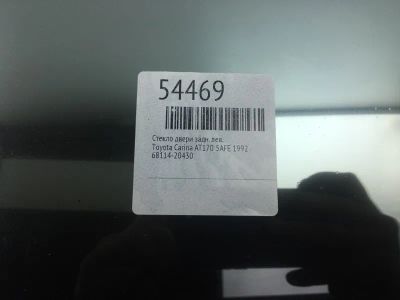 54469
Стекло двери задн. лев.
Toyota Carina AT170 5AFE 1992
68114-20430